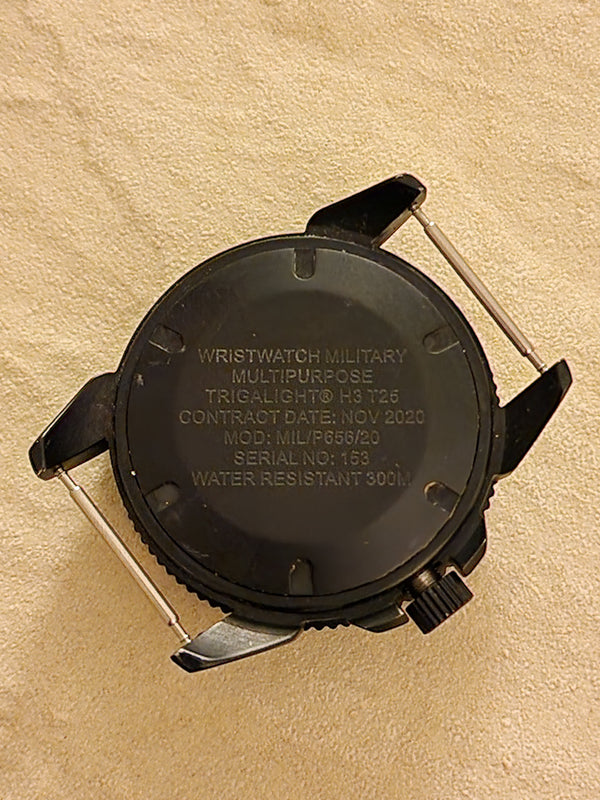 WRISTWATCH MILITARY
MULTIPURPOSE
TRIGALIGHT® H3 T25
CONTRACT DATE: NOV 2020
MOD: MIL/P656/20
SERIAL NO: 153
WATER RESISTANT 300M